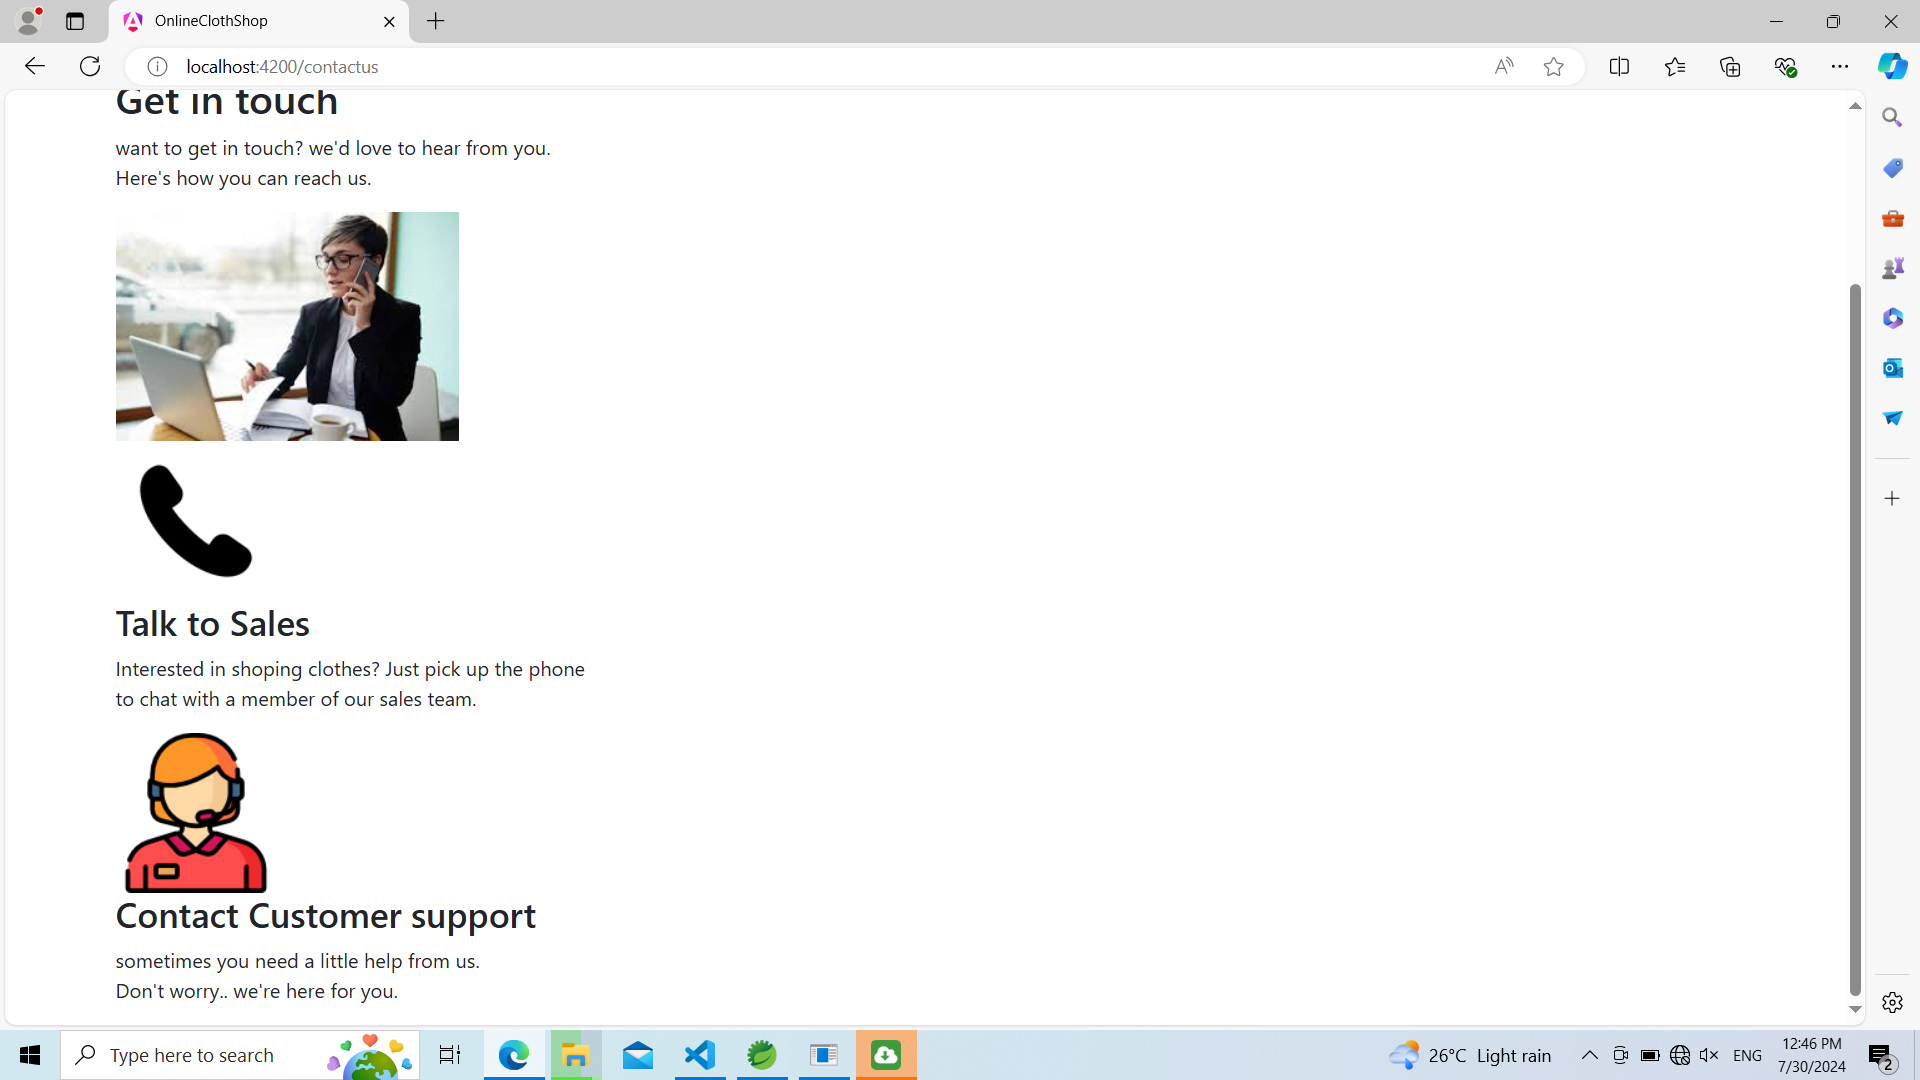 OnlineClothShop
localhost:4200/contactus
Get in touch
want to get in touch? we'd love to hear from you.
Here's how you can reach us.
Talk to Sales
Interested in shoping clothes? Just pick up the phone
to chat with a member of our sales team.
Contact Customer support
sometimes you need a little help from us.
Don't worry.. we're here for you.
Type here to search
26°C Light rain
ENG
12:46 PM
7/30/2024
2